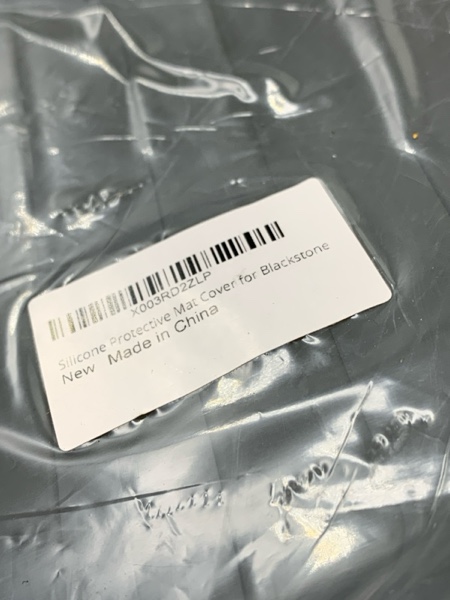 X003RD2ZLP
Silicone Protective Mat Cover for Blackstone
New Made in China